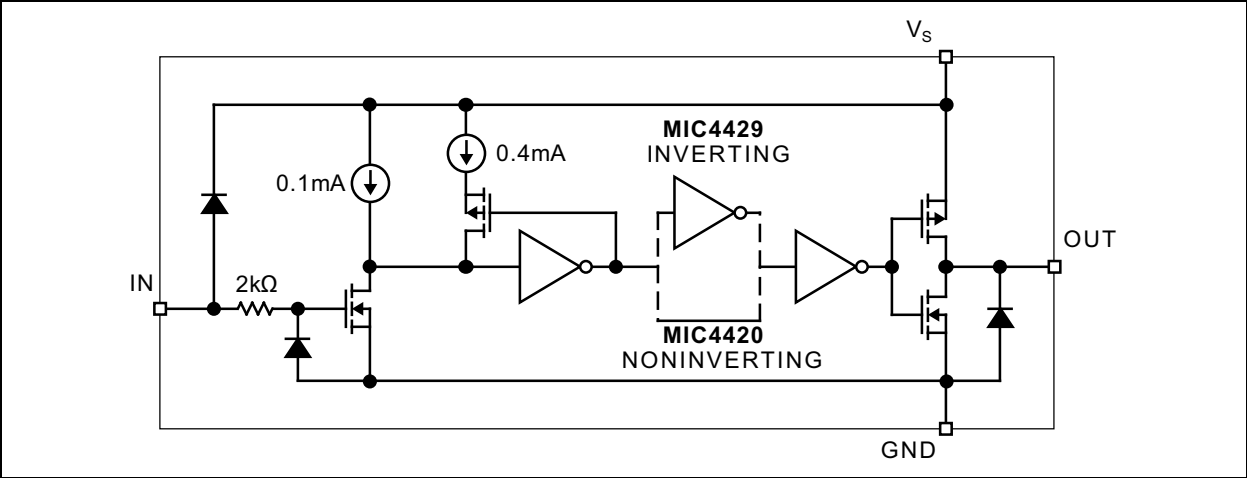 V_S
MIC4429
INVERTING
0.4mA
0.1mA
OUT
IN
2kΩ
MIC4420
NONINVERTING
GND